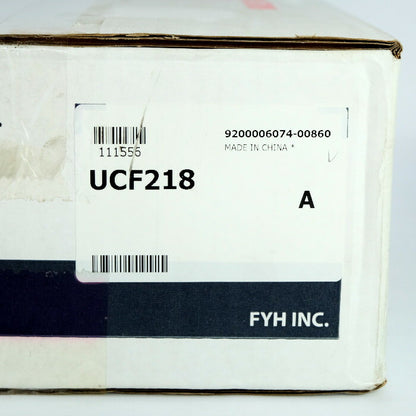 9200006074-00860
111556
MADE IN CHINA *
UCF218
A
FYH INC.